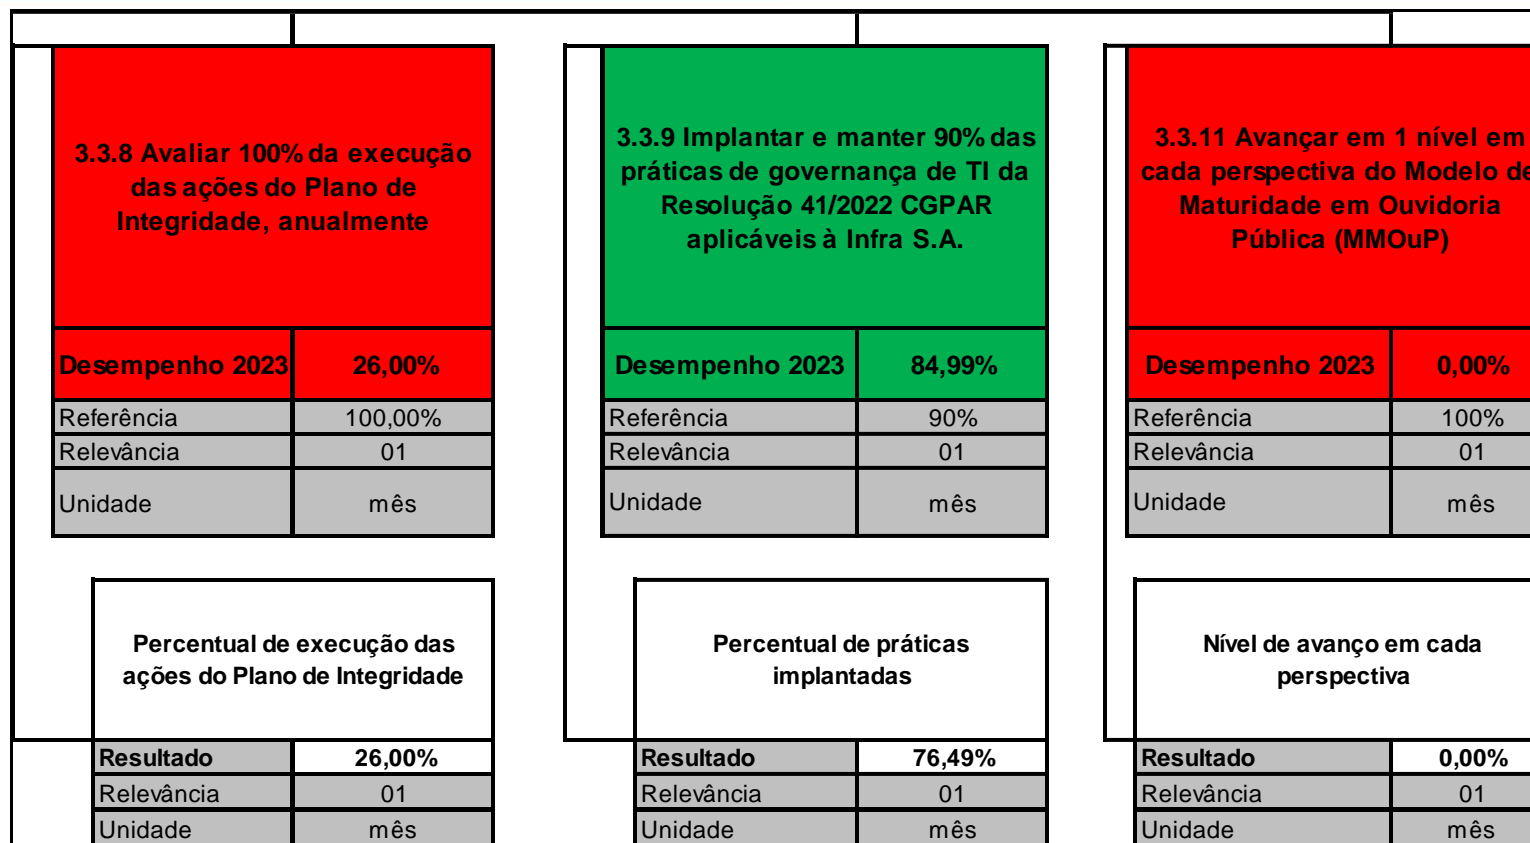 3.3.8 Avaliar 100% da execução
das ações do Plano de
Integridade, anualmente
Desempenho 2023 26,00%
Referência 100,00%
Relevância 01
Unidade mês
Percentual de execução das
ações do Plano de Integridade
Resultado 26,00%
Relevância 01
Unidade mês
3.3.9 Implantar e manter 90% das
práticas de governança de TI da
Resolução 41/2022 CGPAR
aplicáveis à Infra S.A.
Desempenho 2023 84,99%
Referência 90%
Relevância 01
Unidade mês
Percentual de práticas
implantadas
Resultado 76,49%
Relevância 01
Unidade mês
3.3.11 Avançar em 1 nível em
cada perspectiva do Modelo de
Maturidade em Ouvidoria
Pública (MMOuP)
Desempenho 2023 0,00%
Referência 100%
Relevância 01
Unidade mês
Nível de avanço em cada
perspectiva
Resultado 0,00%
Relevância 01
Unidade mês